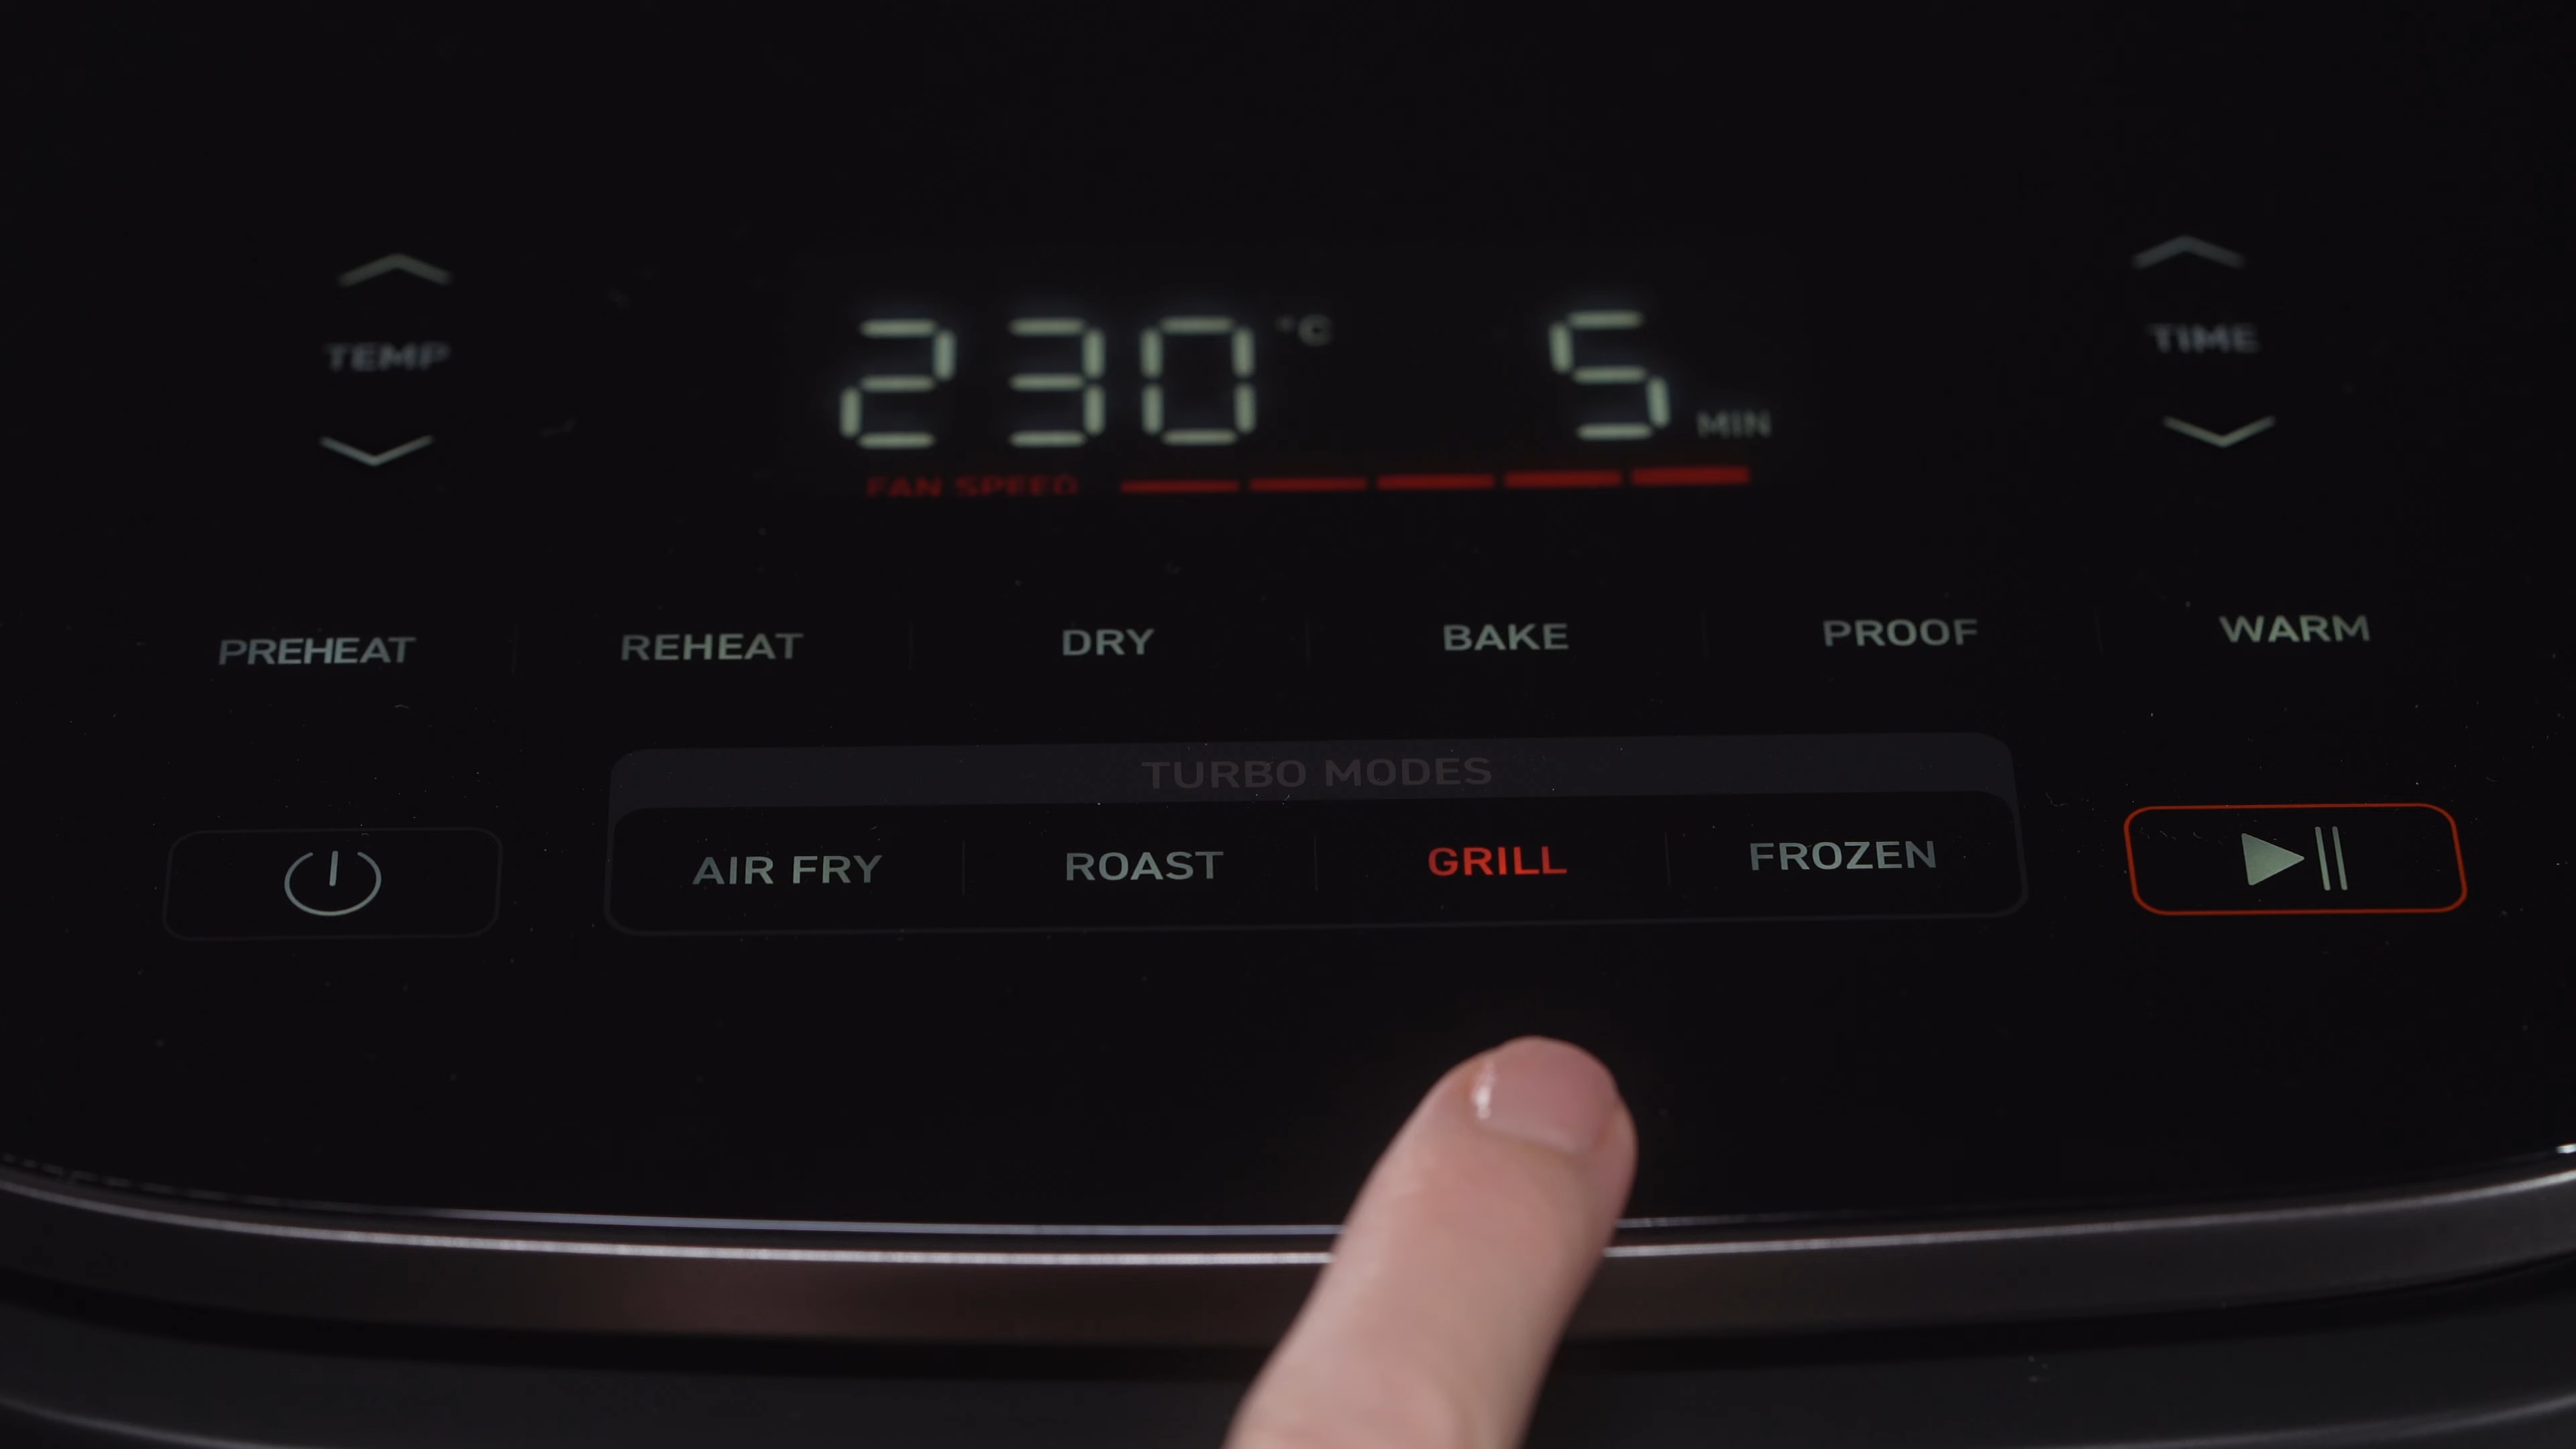 TEMP
230 °C 5 MIN
TIME
FAN SPEED
PREHEAT REHEAT DRY BAKE PROOF WARM
TURBO MODES
AIR FRY ROAST GRILL FROZEN